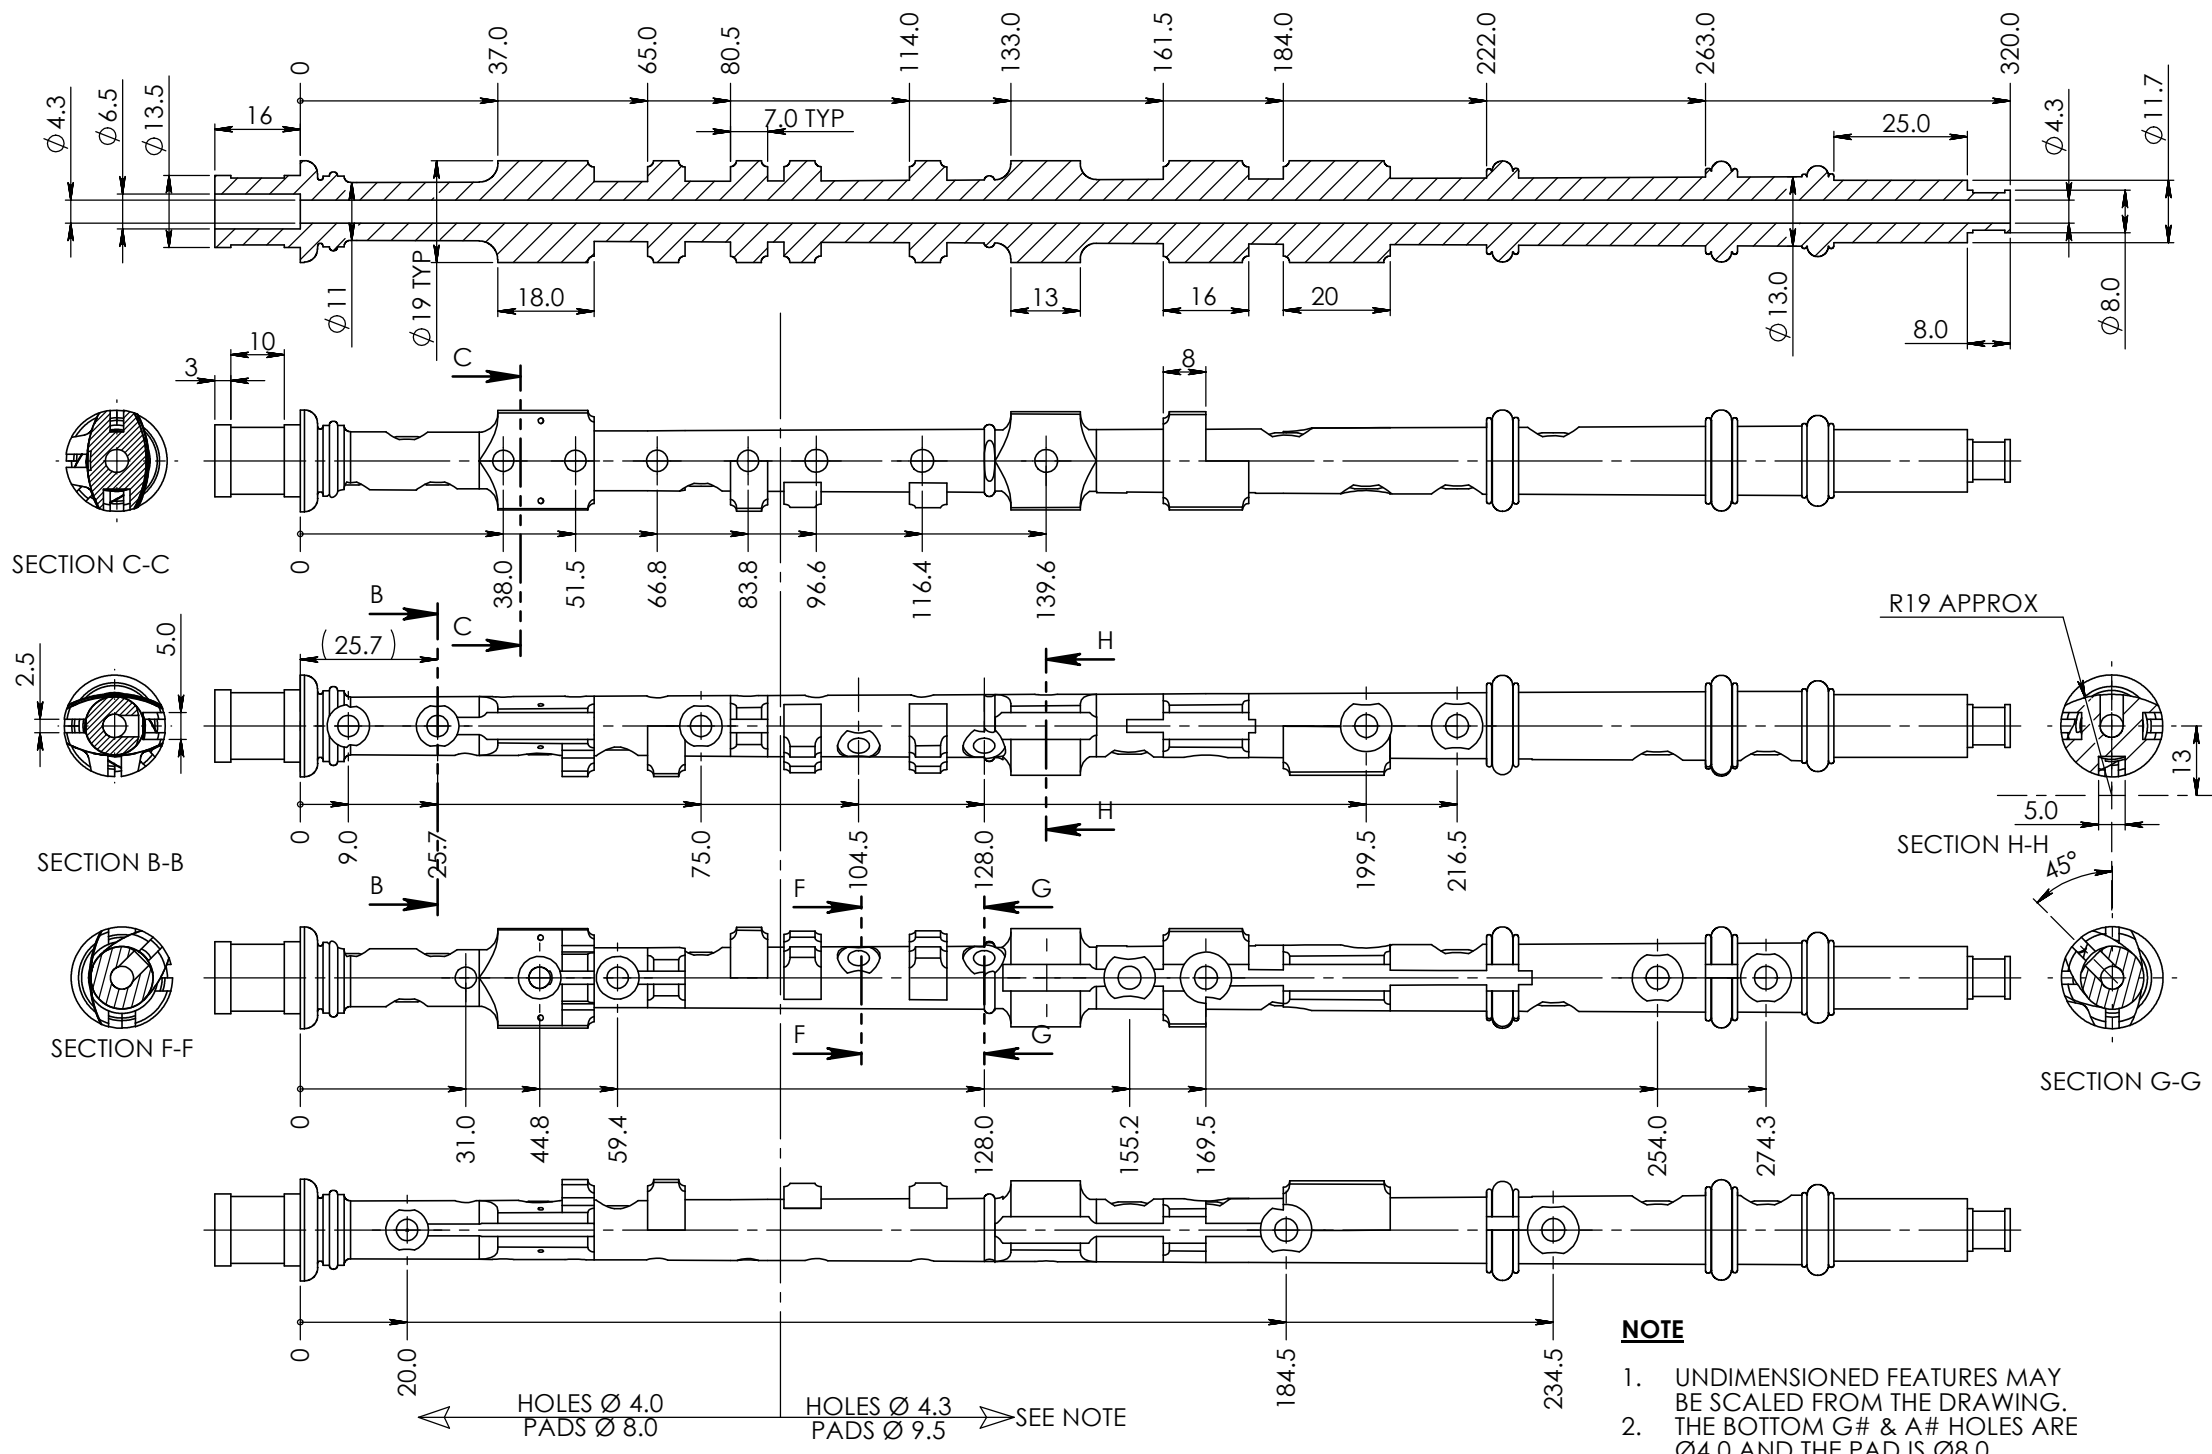 0
37.0
65.0
80.5
114.0
133.0
161.5
184.0
222.0
263.0
320.0
Ø4.3
Ø6.5
Ø13.5
16
7.0 TYP
25.0
Ø4.3
Ø11.7
Ø11
Ø19 TYP
18.0
13
16
20
Ø13.0
8.0
Ø8.0
3
10
C
8
SECTION C-C
0
38.0
51.5
66.8
83.8
96.6
116.4
139.6
C
B
(25.7)
2.5
5.0
H
R19 APPROX
13
5.0
SECTION H-H
H
0
9.0
25.7
75.0
104.5
128.0
199.5
216.5
SECTION B-B
B
F
G
45°
SECTION F-F
F
G
SECTION G-G
0
31.0
44.8
59.4
128.0
155.2
169.5
254.0
274.3
0
20.0
184.5
234.5
HOLES Ø 4.0
PADS Ø 8.0
HOLES Ø 4.3
PADS Ø 9.5
SEE NOTE
NOTE
1. UNDIMENSIONED FEATURES MAY
BE SCALED FROM THE DRAWING.
2. THE BOTTOM G# & A# HOLES ARE
Ø4.0 AND THE PAD IS Ø8.0